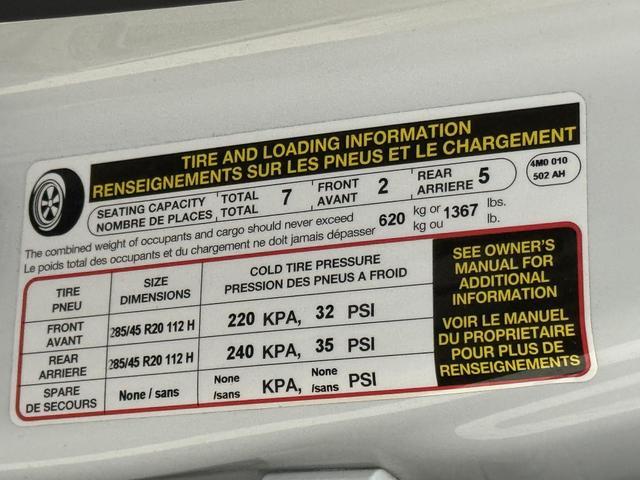 TIRE AND LOADING INFORMATION
RENSEIGNEMENTS SUR LES PNEUS ET LE CHARGEMENT
SEATING CAPACITY TOTAL 7 FRONT 2 REAR 5
NOMBRE DE PLACES TOTAL AVANT ARRIERE
4M0 010
502 AH
The combined weight of occupants and cargo should never exceed 620 kg or 1367 lbs.
Le poids total des occupants et du chargement ne doit jamais dépasser kg ou lb.
TIRE SIZE COLD TIRE PRESSURE
PNEU DIMENSIONS PRESSION DES PNEUS A FROID
FRONT
AVANT 285/45 R20 112 H 220 KPA, 32 PSI
REAR
ARRIERE 285/45 R20 112 H 240 KPA, 35 PSI
SPARE
DE SECOURS None / sans None /sans KPA, None /sans PSI
SEE OWNER'S
MANUAL FOR
ADDITIONAL
INFORMATION
VOIR LE MANUEL
DU PROPRIETAIRE
POUR PLUS DE
RENSEIGNEMENTS